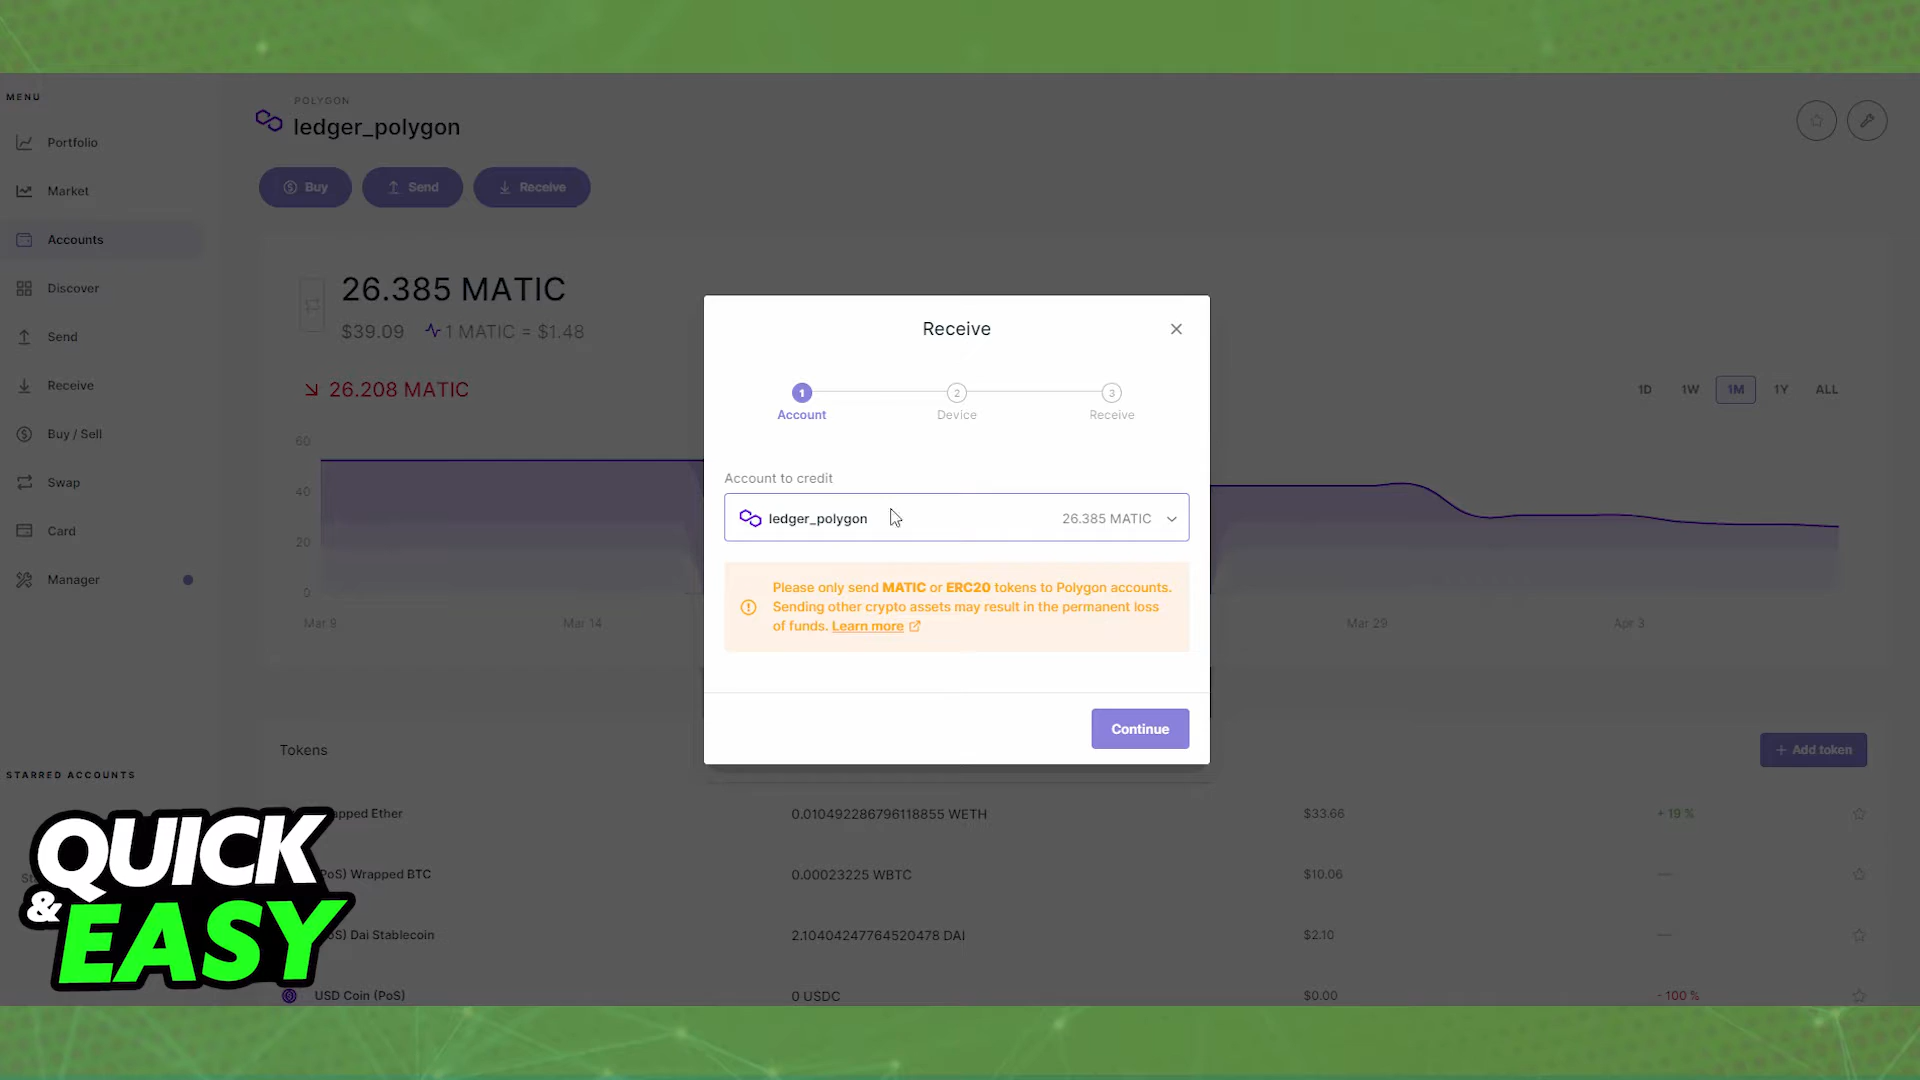 MENU
Portfolio
Market
Accounts
Discover
Send
Receive
Buy / Sell
Swap
Card
Manager
STARRED ACCOUNTS
POLYGON
ledger_polygon
Buy
Send
Receive
26.385 MATIC
$39.09
1 MATIC = $1.48
26.208 MATIC
1D
1W
1M
1Y
ALL
60
40
20
0
Mar 9
Mar 14
Mar 29
Apr 3
Receive
1
2
3
Account
Device
Receive
Account to credit
ledger_polygon
26.385 MATIC
Please only send MATIC or ERC20 tokens to Polygon accounts.
Sending other crypto assets may result in the permanent loss
of funds. Learn more
Continue
Tokens
+ Add token
apped Ether
0.010492286796118855 WETH
$33.66
+ 19 %
PoS) Wrapped BTC
0.00023225 WBTC
$10.06
—
oS) Dai Stablecoin
2.10404247764520478 DAI
$2.10
—
USD Coin (PoS)
0 USDC
$0.00
- 100 %
QUICK
& EASY